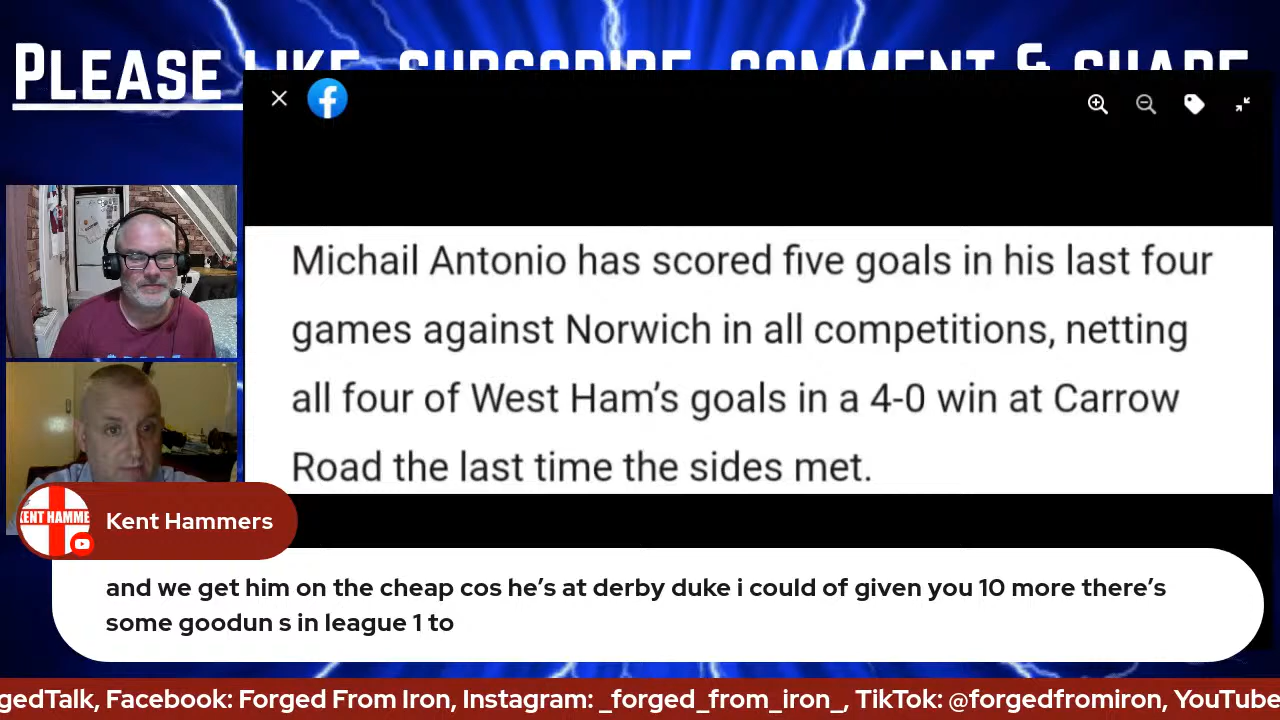 PLEASE LIKE, SUBSCRIBE, COMMENT & SHARE
Michail Antonio has scored five goals in his last four
games against Norwich in all competitions, netting
all four of West Ham’s goals in a 4-0 win at Carrow
Road the last time the sides met.
KENT HAMME
Kent Hammers
and we get him on the cheap cos he’s at derby duke i could of given you 10 more there’s
some goodun s in league 1 to
gedTalk, Facebook: Forged From Iron, Instagram: _forged_from_iron_, TikTok: @forgedfromiron, YouTube